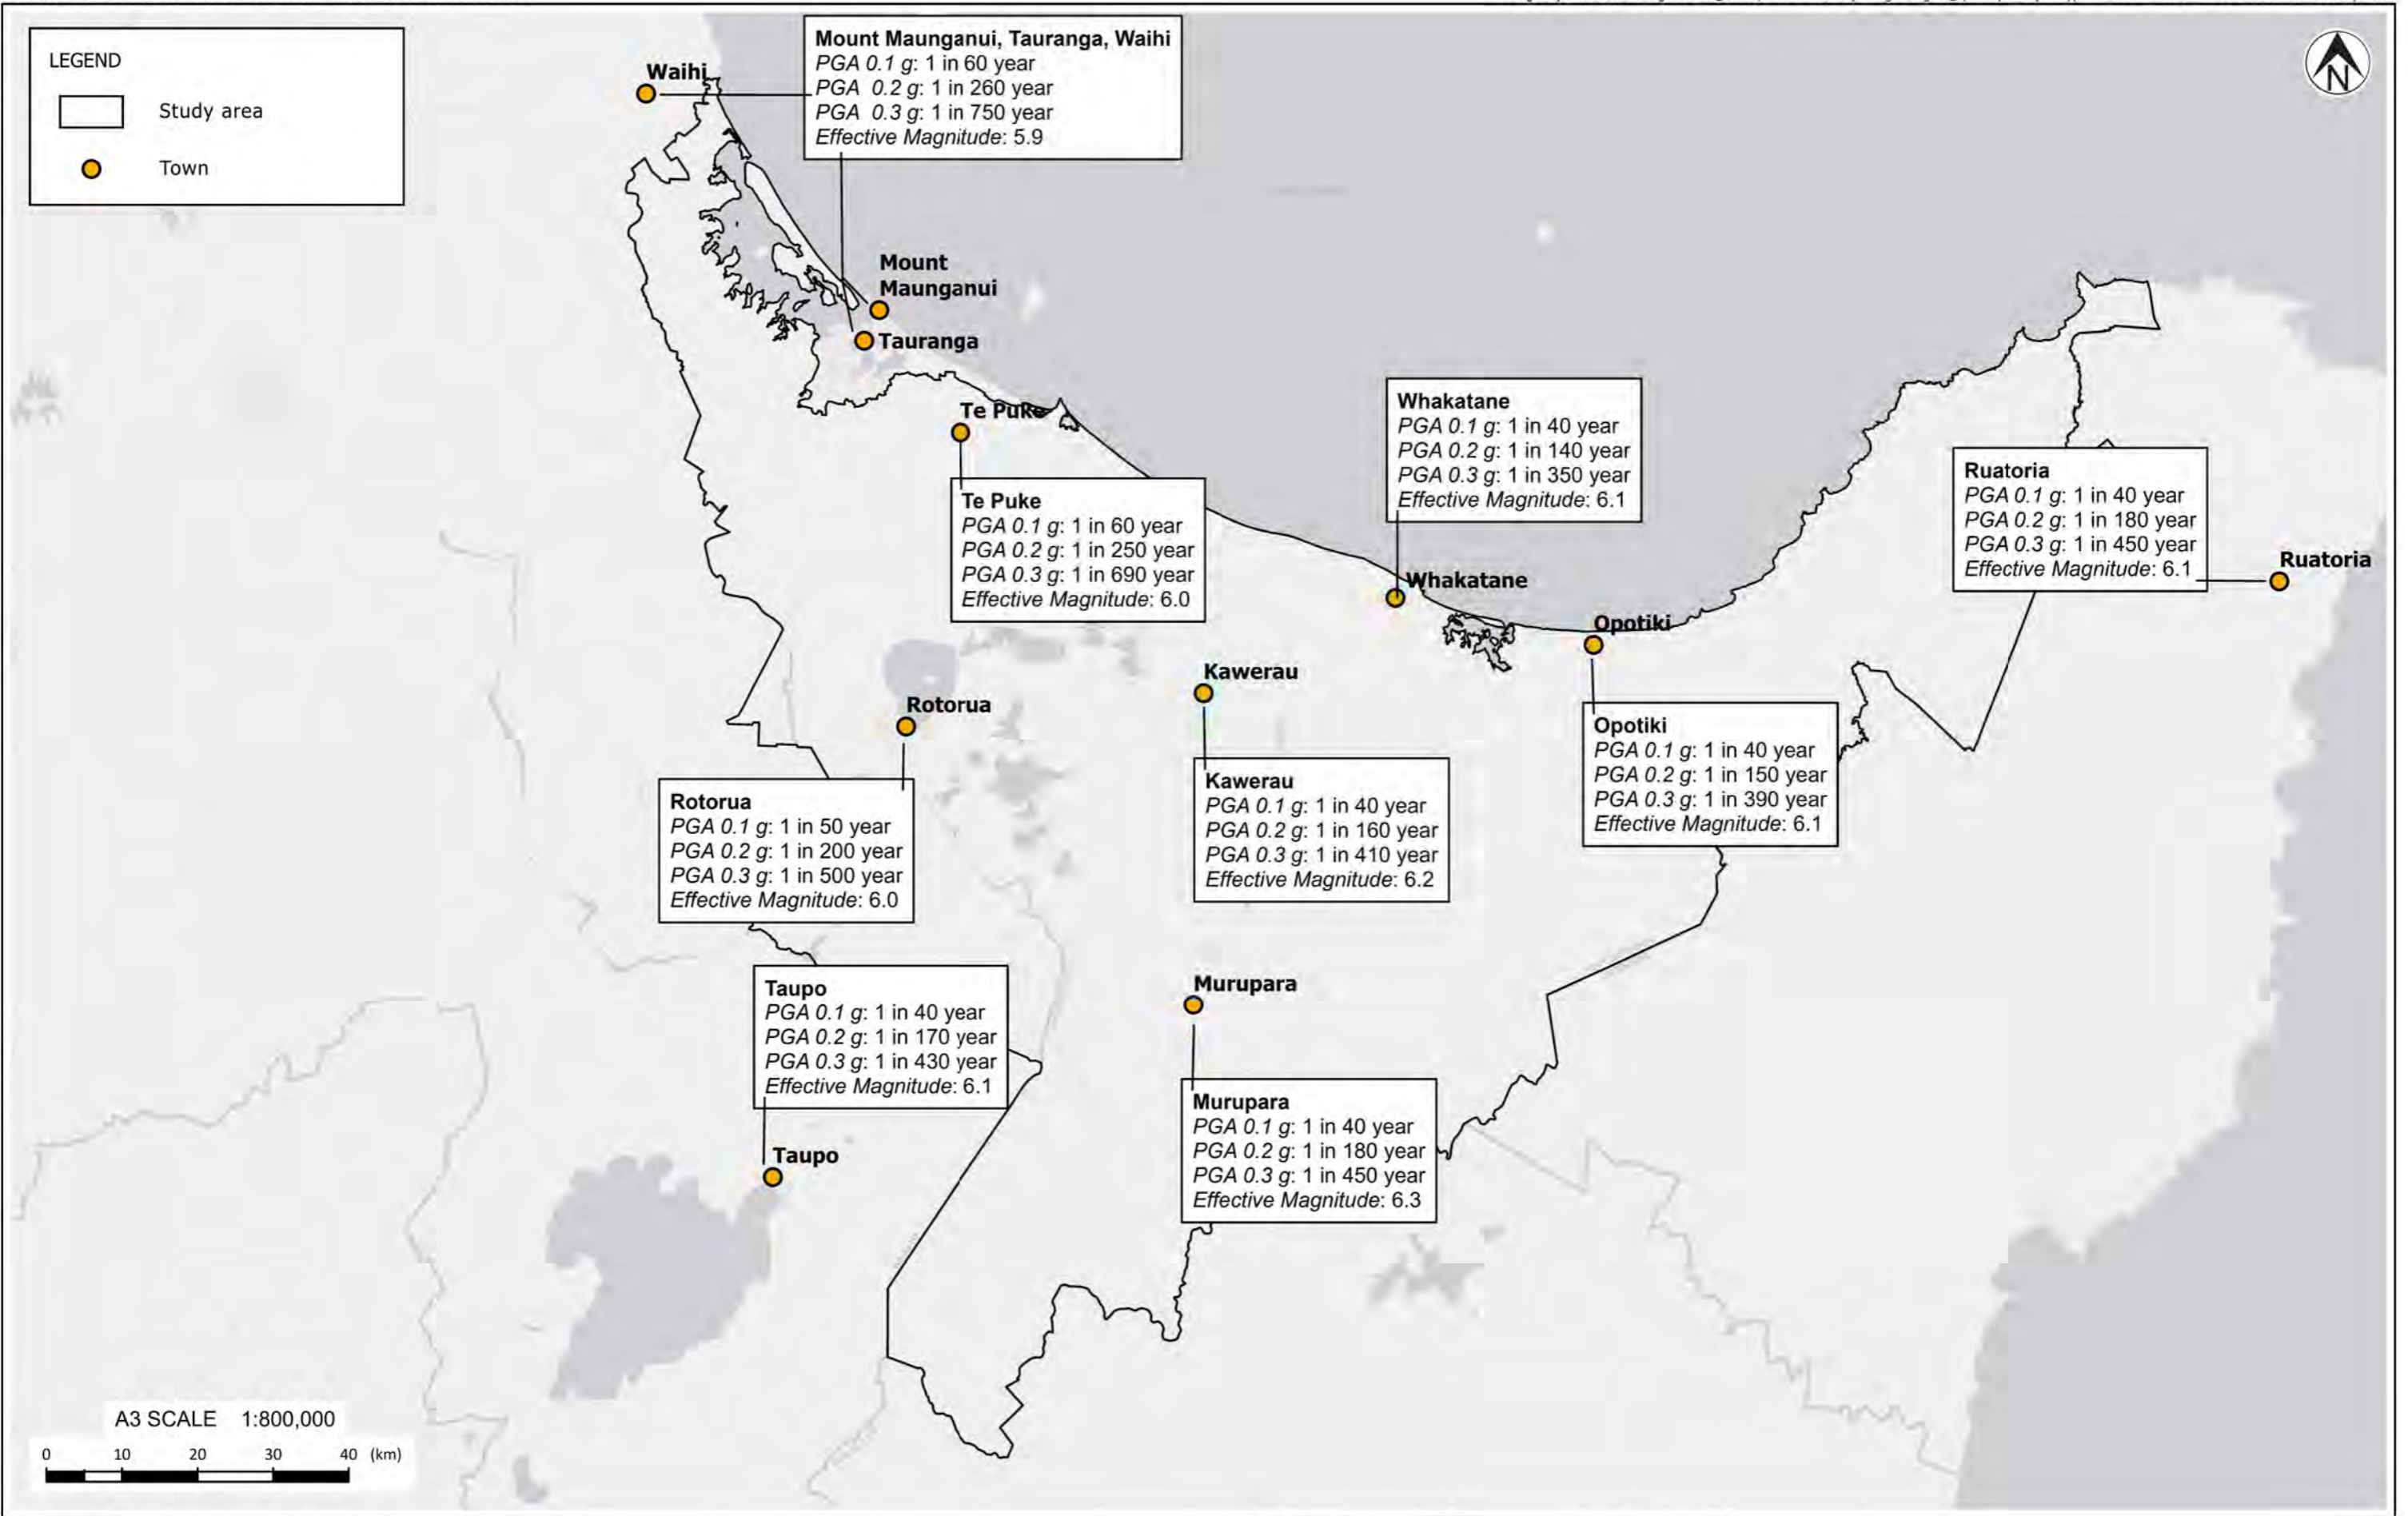 LEGEND
Study area
Town
N
Mount Maunganui, Tauranga, Waihi
PGA 0.1 g: 1 in 60 year
PGA 0.2 g: 1 in 260 year
PGA 0.3 g: 1 in 750 year
Effective Magnitude: 5.9
Waihi
Mount
Maunganui
Tauranga
Te Puke
Te Puke
PGA 0.1 g: 1 in 60 year
PGA 0.2 g: 1 in 250 year
PGA 0.3 g: 1 in 690 year
Effective Magnitude: 6.0
Whakatane
PGA 0.1 g: 1 in 40 year
PGA 0.2 g: 1 in 140 year
PGA 0.3 g: 1 in 350 year
Effective Magnitude: 6.1
Whakatane
Ruatoria
PGA 0.1 g: 1 in 40 year
PGA 0.2 g: 1 in 180 year
PGA 0.3 g: 1 in 450 year
Effective Magnitude: 6.1
Ruatoria
Opotiki
Opotiki
PGA 0.1 g: 1 in 40 year
PGA 0.2 g: 1 in 150 year
PGA 0.3 g: 1 in 390 year
Effective Magnitude: 6.1
Kawerau
Kawerau
PGA 0.1 g: 1 in 40 year
PGA 0.2 g: 1 in 160 year
PGA 0.3 g: 1 in 410 year
Effective Magnitude: 6.2
Rotorua
Rotorua
PGA 0.1 g: 1 in 50 year
PGA 0.2 g: 1 in 200 year
PGA 0.3 g: 1 in 500 year
Effective Magnitude: 6.0
Taupo
PGA 0.1 g: 1 in 40 year
PGA 0.2 g: 1 in 170 year
PGA 0.3 g: 1 in 430 year
Effective Magnitude: 6.1
Taupo
Murupara
Murupara
PGA 0.1 g: 1 in 40 year
PGA 0.2 g: 1 in 180 year
PGA 0.3 g: 1 in 450 year
Effective Magnitude: 6.3
A3 SCALE 1:800,000
0 10 20 30 40 (km)